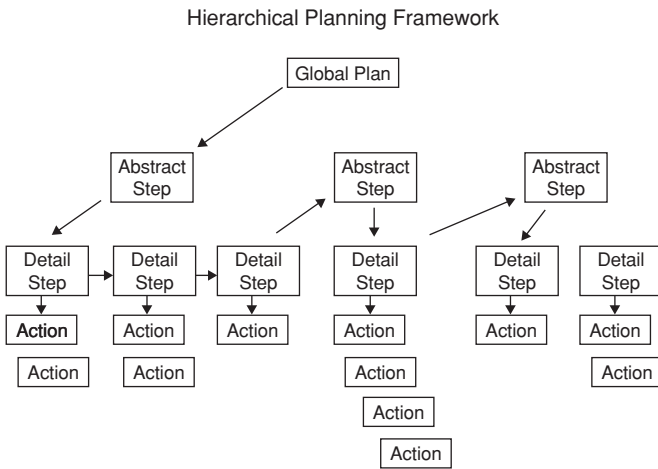 Hierarchical Planning Framework
Global Plan
Abstract
Step
Abstract
Step
Abstract
Step
Detail
Step
Detail
Step
Detail
Step
Detail
Step
Detail
Step
Detail
Step
Action
Action
Action
Action
Action
Action
Action
Action
Action
Action
Action
Action